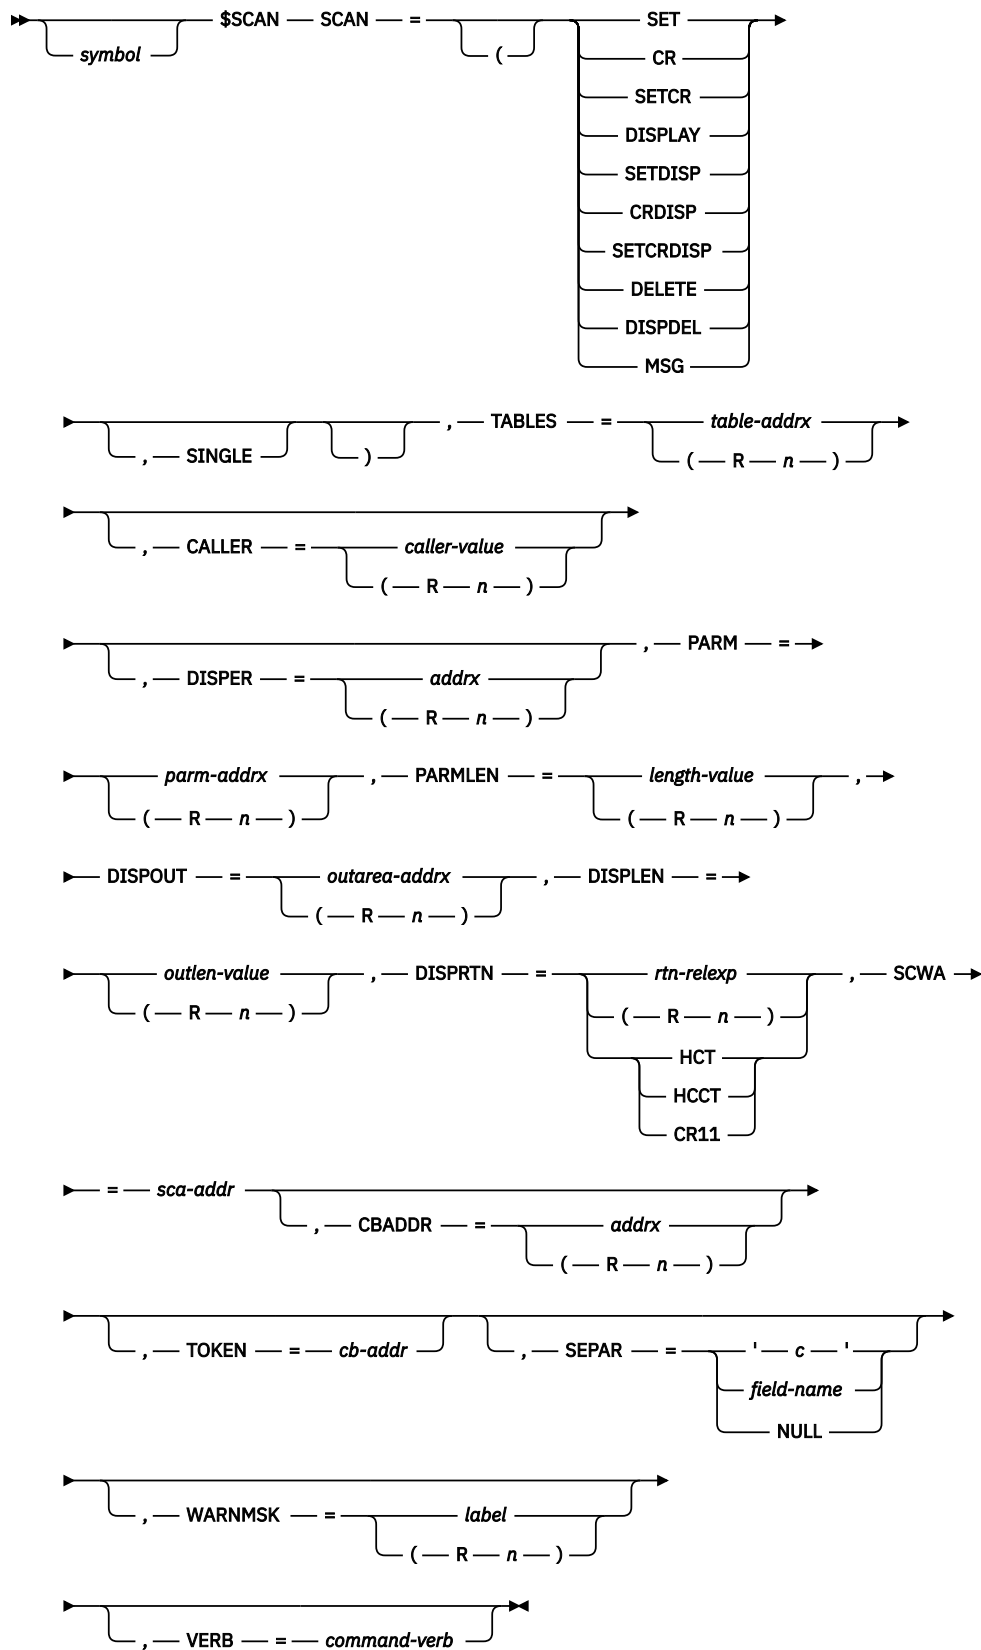 $SCAN SCAN = SET
symbol ( CR
SETCR
DISPLAY
SETDISP
CRDISP
SETCRDISP
DELETE
DISPDEL
MSG
, TABLES = table-addrx
, SINGLE ) ( R n )
, CALLER = caller-value
( R n )
, PARM =
, DISPER = addrx
( R n )
parm-addrx , PARMLEN = length-value ,
( R n ) ( R n )
DISPOUT = outarea-addrx , DISPLEN =
( R n )
outlen-value , DISPRTN = rtn-relexp , SCWA
( R n ) ( R n )
HCT
HCCT
CR11
= sca-addr
, CBADDR = addrx
( R n )
, TOKEN = cb-addr , SEPAR = ' c '
field-name
NULL
, WARNMSK = label
( R n )
, VERB = command-verb